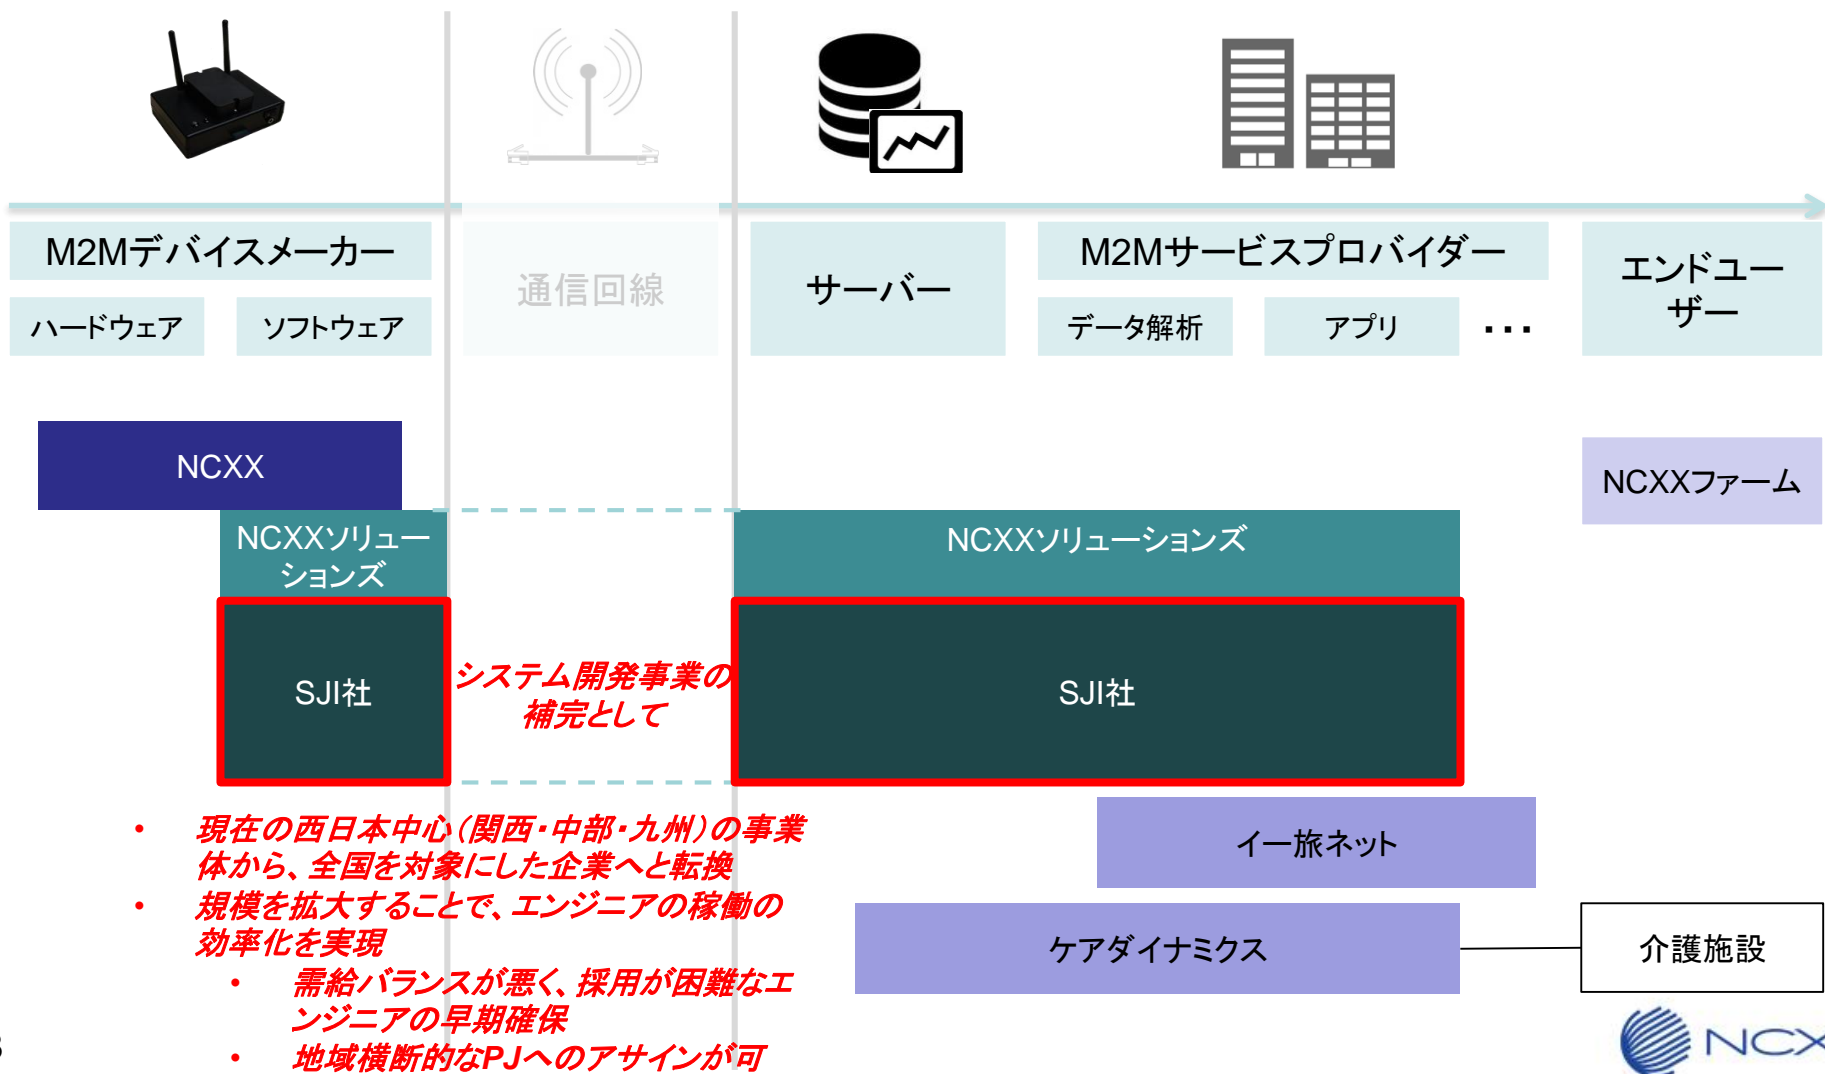 M2Mデバイスメーカー
ハードウェア
ソフトウェア
通信回線
サーバー
M2Mサービスプロバイダー
データ解析
アプリ
・・・
エンドユー
ザー
NCXX
NCXXファーム
NCXXソリュー
ションズ
NCXXソリューションズ
SJI社
システム開発事業の
補完として
SJI社
• 現在の西日本中心(関西・中部・九州)の事業
体から、全国を対象にした企業へと転換
• 規模を拡大することで、エンジニアの稼働の
効率化を実現
• 需給バランスが悪く、採用が困難なエ
ンジニアの早期確保
• 地域横断的なPJへのアサインが可
イー旅ネット
ケアダイナミクス
介護施設
NCX